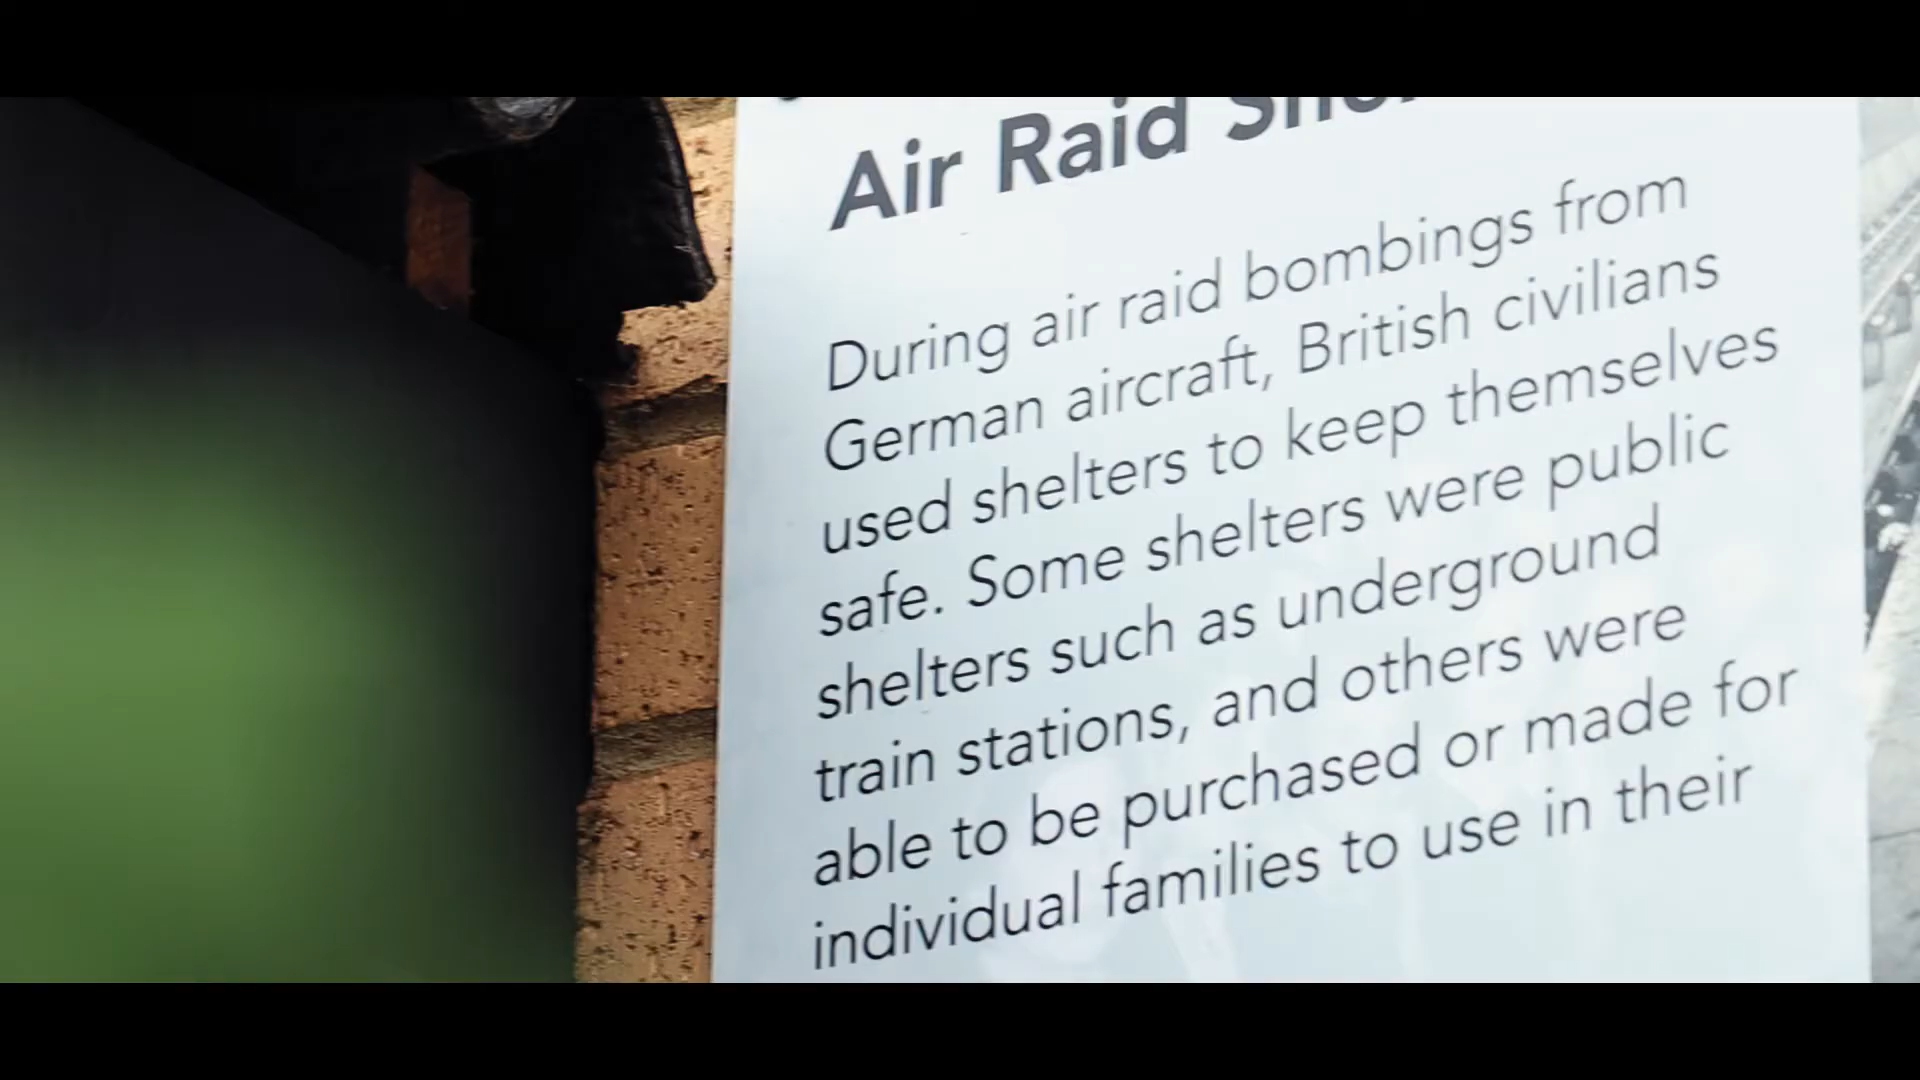 Air Raid
During air raid bombings from
German aircraft, British civilians
used shelters to keep themselves
safe. Some shelters were public
shelters such as underground
train stations, and others were
able to be purchased or made for
individual families to use in their